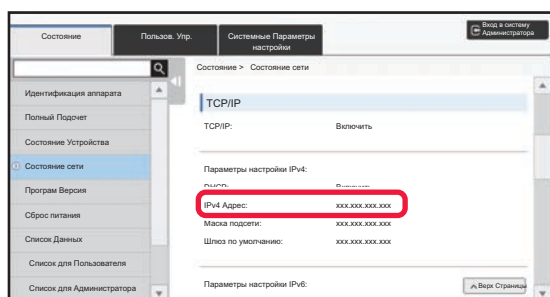 Состояние
Пользов. Упр.
Системные Параметры
настройки
Вход в систему
Администратора
Состояние > Состояние сети
Идентификация аппарата
Полный Подсчет
Состояние Устройства
Состояние сети
Програм Версия
Сброс питания
Список Данных
Список для Пользователя
Список для Администратора
TCP/IP
TCP/IP: Включить
Параметры настройки IPv4:
DHCP: Включить
IPv4 Адрес: xxx.xxx.xxx.xxx
Маска подсети: xxx.xxx.xxx.xxx
Шлюз по умолчанию: xxx.xxx.xxx.xxx
Параметры настройки IPv6:
Верх Страницы